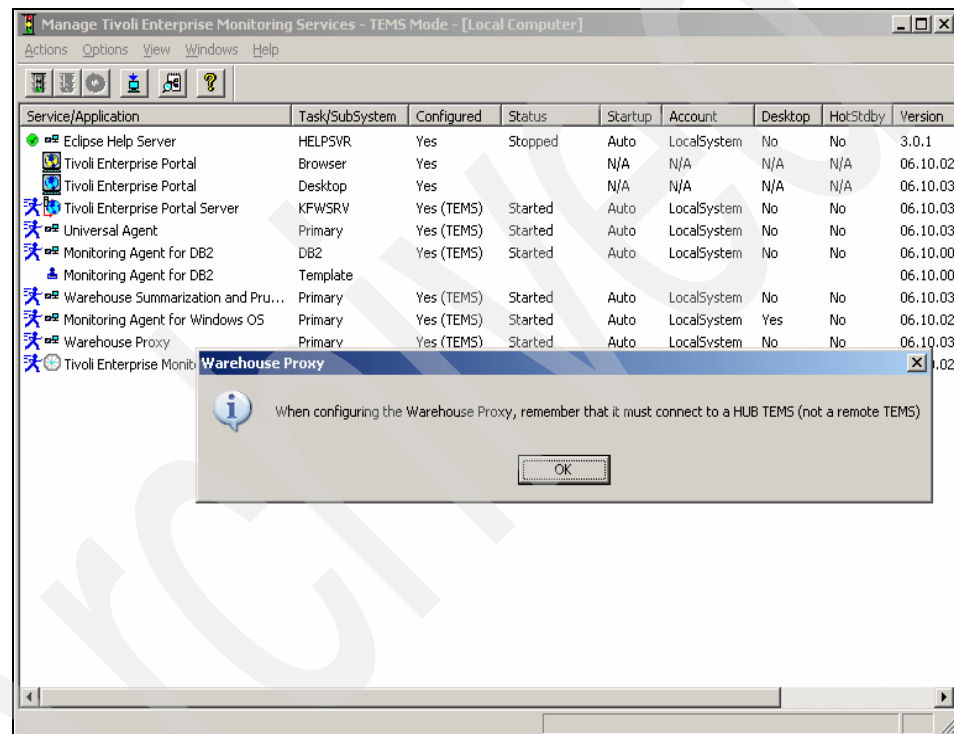 Manage Tivoli Enterprise Monitoring Services - TEMS Mode - [Local Computer]
Actions Options View Windows Help
Service/Application Task/SubSystem Configured Status Startup Account Desktop HotStdby Version
Eclipse Help Server HELPSVR Yes Stopped Auto LocalSystem No No 3.0.1
Tivoli Enterprise Portal Browser Yes N/A N/A N/A N/A 06.10.02
Tivoli Enterprise Portal Desktop Yes N/A N/A N/A N/A 06.10.03
Tivoli Enterprise Portal Server KFWSRV Yes (TEMS) Started Auto LocalSystem No No 06.10.03
Universal Agent Primary Yes (TEMS) Started Auto LocalSystem No No 06.10.03
Monitoring Agent for DB2 DB2 Yes (TEMS) Started Auto LocalSystem No No 06.10.00
Monitoring Agent for DB2 Template 06.10.00
Warehouse Summarization and Pru... Primary Yes (TEMS) Started Auto LocalSystem No No 06.10.03
Monitoring Agent for Windows OS Primary Yes (TEMS) Started Auto LocalSystem Yes No 06.10.02
Warehouse Proxy Primary Yes (TEMS) Started Auto LocalSystem No No 06.10.03
Tivoli Enterprise Monit .02
Warehouse Proxy
When configuring the Warehouse Proxy, remember that it must connect to a HUB TEMS (not a remote TEMS)
OK